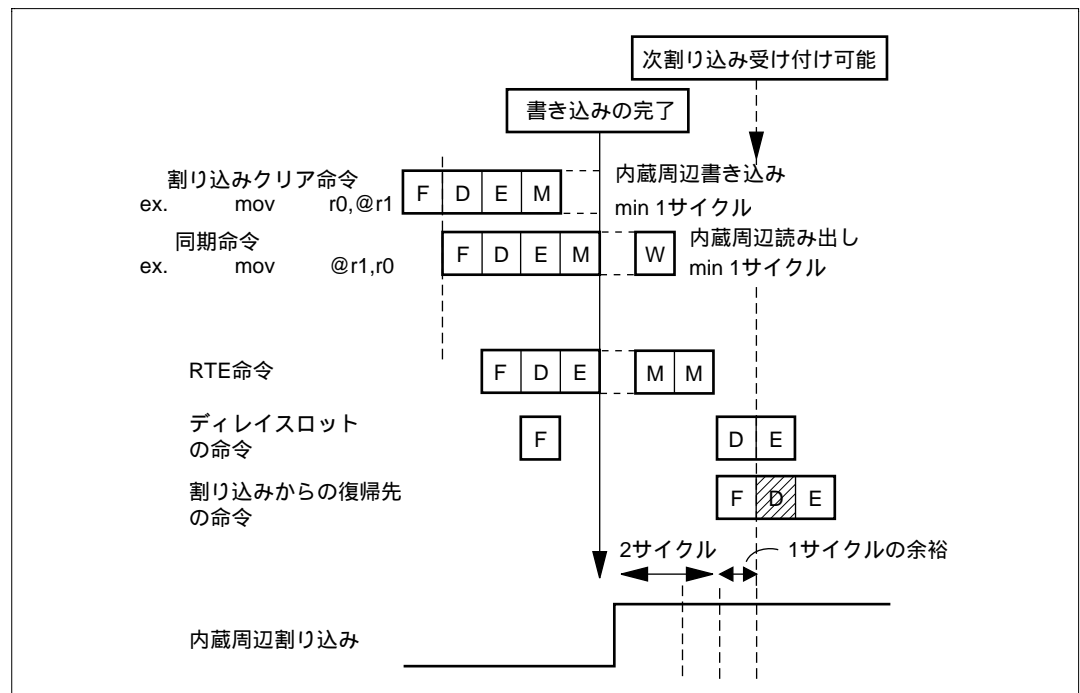 次割り込み受け付け可能
書き込みの完了
割り込みクリア命令
ex. mov r0,@r1
F D E M
内蔵周辺書き込み
min 1サイクル
同期命令
ex. mov @r1,r0
F D E M W
内蔵周辺読み出し
min 1サイクル
RTE命令
F D E M M
ディレイスロット
の命令
F D E
割り込みからの復帰先
の命令
F D E
2サイクル
1サイクルの余裕
内蔵周辺割り込み